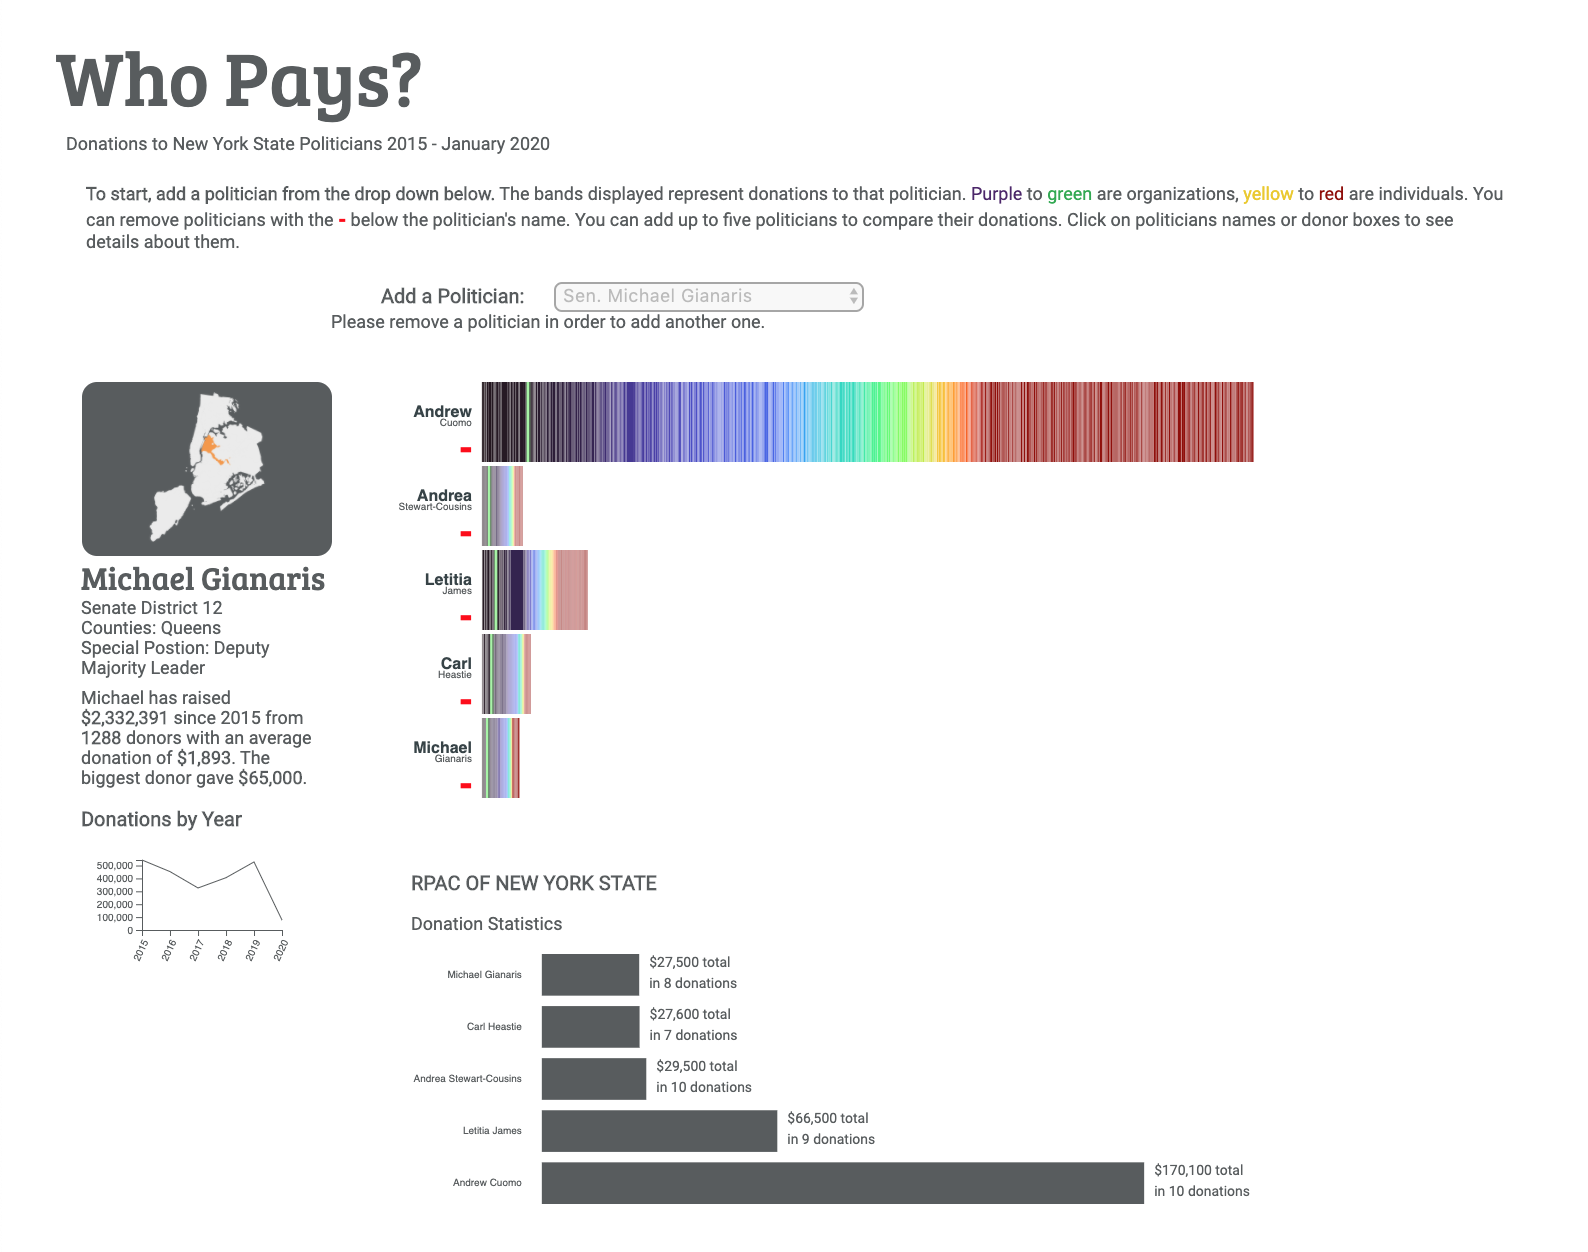 Who Pays?
Donations to New York State Politicians 2015 - January 2020
To start, add a politician from the drop down below. The bands displayed represent donations to that politician. Purple to green are organizations, yellow to red are individuals. You
can remove politicians with the - below the politician's name. You can add up to five politicians to compare their donations. Click on politicians names or donor boxes to see
details about them.
Add a Politician:
Sen. Michael Gianaris
Please remove a politician in order to add another one.
Michael Gianaris
Senate District 12
Counties: Queens
Special Postion: Deputy
Majority Leader
Michael has raised
$2,332,391 since 2015 from
1288 donors with an average
donation of $1,893. The
biggest donor gave $65,000.
Donations by Year
500,000
400,000
300,000
200,000
100,000
0
2015
2016
2017
2018
2019
2020
Andrew
Cuomo
-
Andrea
Stewart-Cousins
-
Letitia
James
-
Carl
Heastie
-
Michael
Gianaris
-
RPAC OF NEW YORK STATE
Donation Statistics
Michael Gianaris
$27,500 total
in 8 donations
Carl Heastie
$27,600 total
in 7 donations
Andrea Stewart-Cousins
$29,500 total
in 10 donations
Letitia James
$66,500 total
in 9 donations
Andrew Cuomo
$170,100 total
in 10 donations